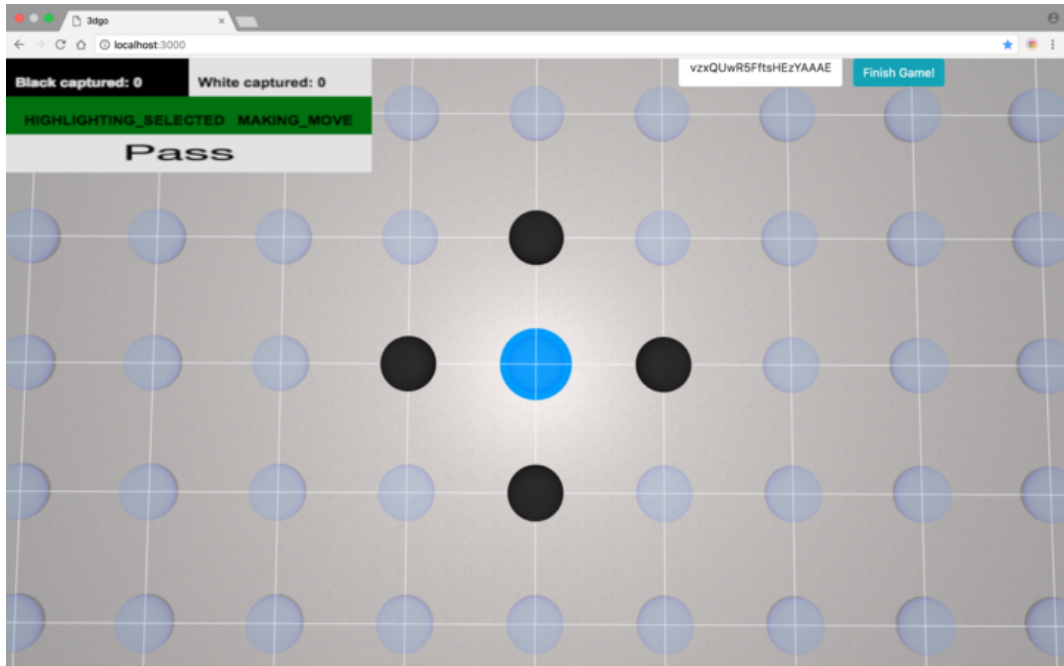 3dgo
localhost:3000
Black captured: 0 White captured: 0
vzxQUwR5FftsHEzYAAAE
Finish Game!
HIGHLIGHTING_SELECTED MAKING_MOVE
Pass